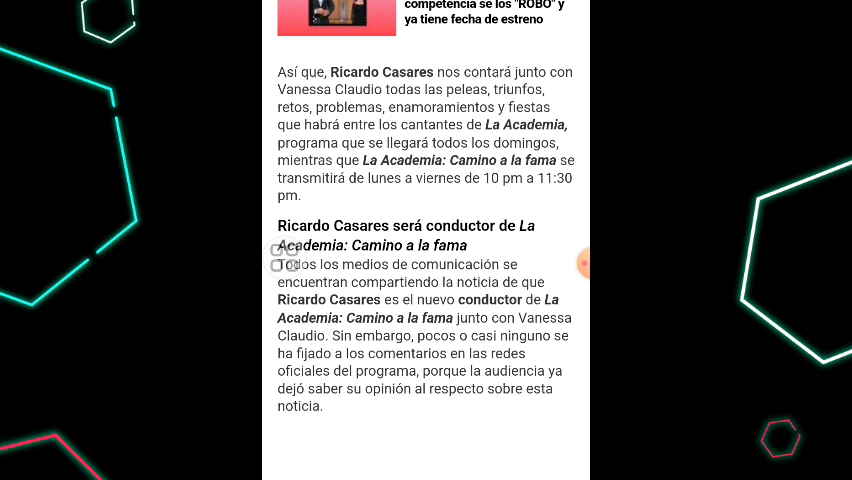 competencia se los "ROBO" y
ya tiene fecha de estreno
Así que, Ricardo Casares nos contará junto con
Vanessa Claudio todas las peleas, triunfos,
retos, problemas, enamoramientos y fiestas
que habrá entre los cantantes de La Academia,
programa que se llegará todos los domingos,
mientras que La Academia: Camino a la fama se
transmitirá de lunes a viernes de 10 pm a 11:30
pm.
Ricardo Casares será conductor de La
Academia: Camino a la fama
Todos los medios de comunicación se
encuentran compartiendo la noticia de que
Ricardo Casares es el nuevo conductor de La
Academia: Camino a la fama junto con Vanessa
Claudio. Sin embargo, pocos o casi ninguno se
ha fijado a los comentarios en las redes
oficiales del programa, porque la audiencia ya
dejó saber su opinión al respecto sobre esta
noticia.